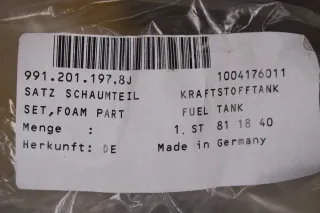 991.201.197.8J 1004176011
SATZ SCHAUMTEIL KRAFTSTOFFTANK
SET,FOAM PART FUEL TANK
Menge : 1. ST 81 18 40
Herkunft: DE Made in Germany